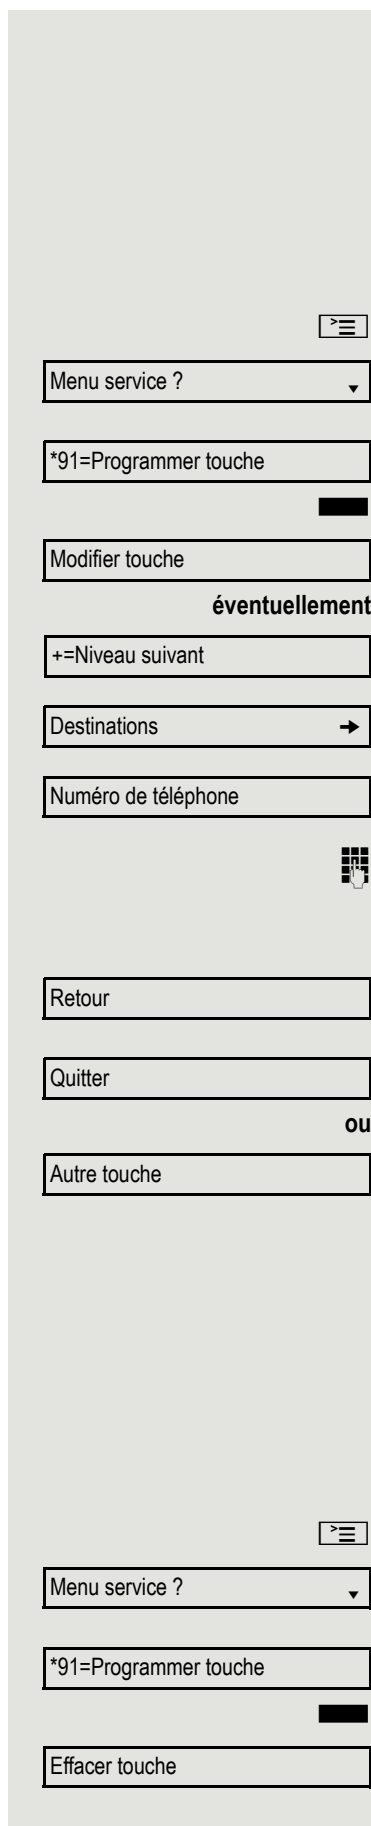 Menu service ?
*91=Programmer touche
Modifier touche
éventuellement
+=Niveau suivant
Destinations
Numéro de téléphone
Retour
Quitter
ou
Autre touche
Menu service ?
*91=Programmer touche
Effacer touche